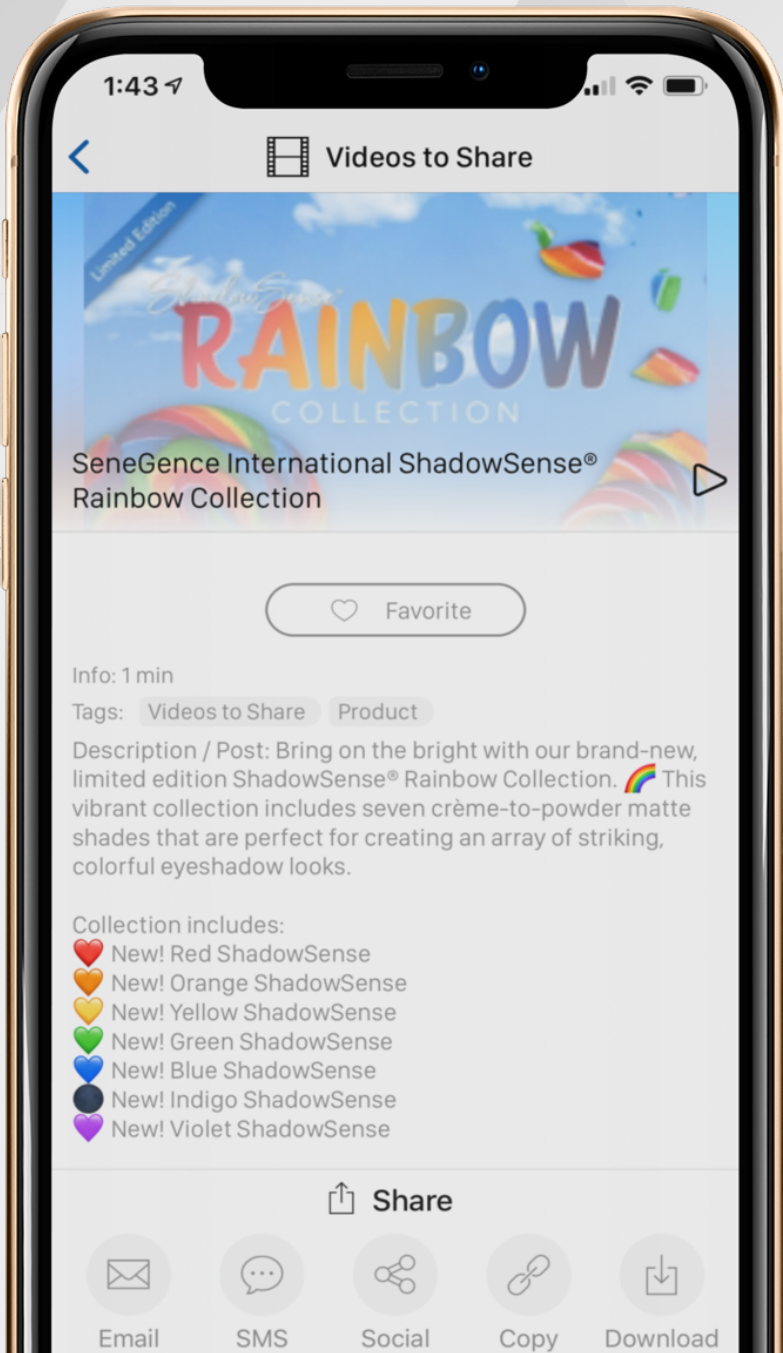 1:43
Videos to Share
Limited Edition
ShadowSense
RAINBOW
COLLECTION
SeneGence International ShadowSense®
Rainbow Collection
Favorite
Info: 1 min
Tags: Videos to Share Product
Description / Post: Bring on the bright with our brand-new,
limited edition ShadowSense® Rainbow Collection. 🌈 This
vibrant collection includes seven crème-to-powder matte
shades that are perfect for creating an array of striking,
colorful eyeshadow looks.
Collection includes:
❤️ New! Red ShadowSense
🧡 New! Orange ShadowSense
💛 New! Yellow ShadowSense
💚 New! Green ShadowSense
💙 New! Blue ShadowSense
🌑 New! Indigo ShadowSense
💜 New! Violet ShadowSense
Share
Email SMS Social Copy Download